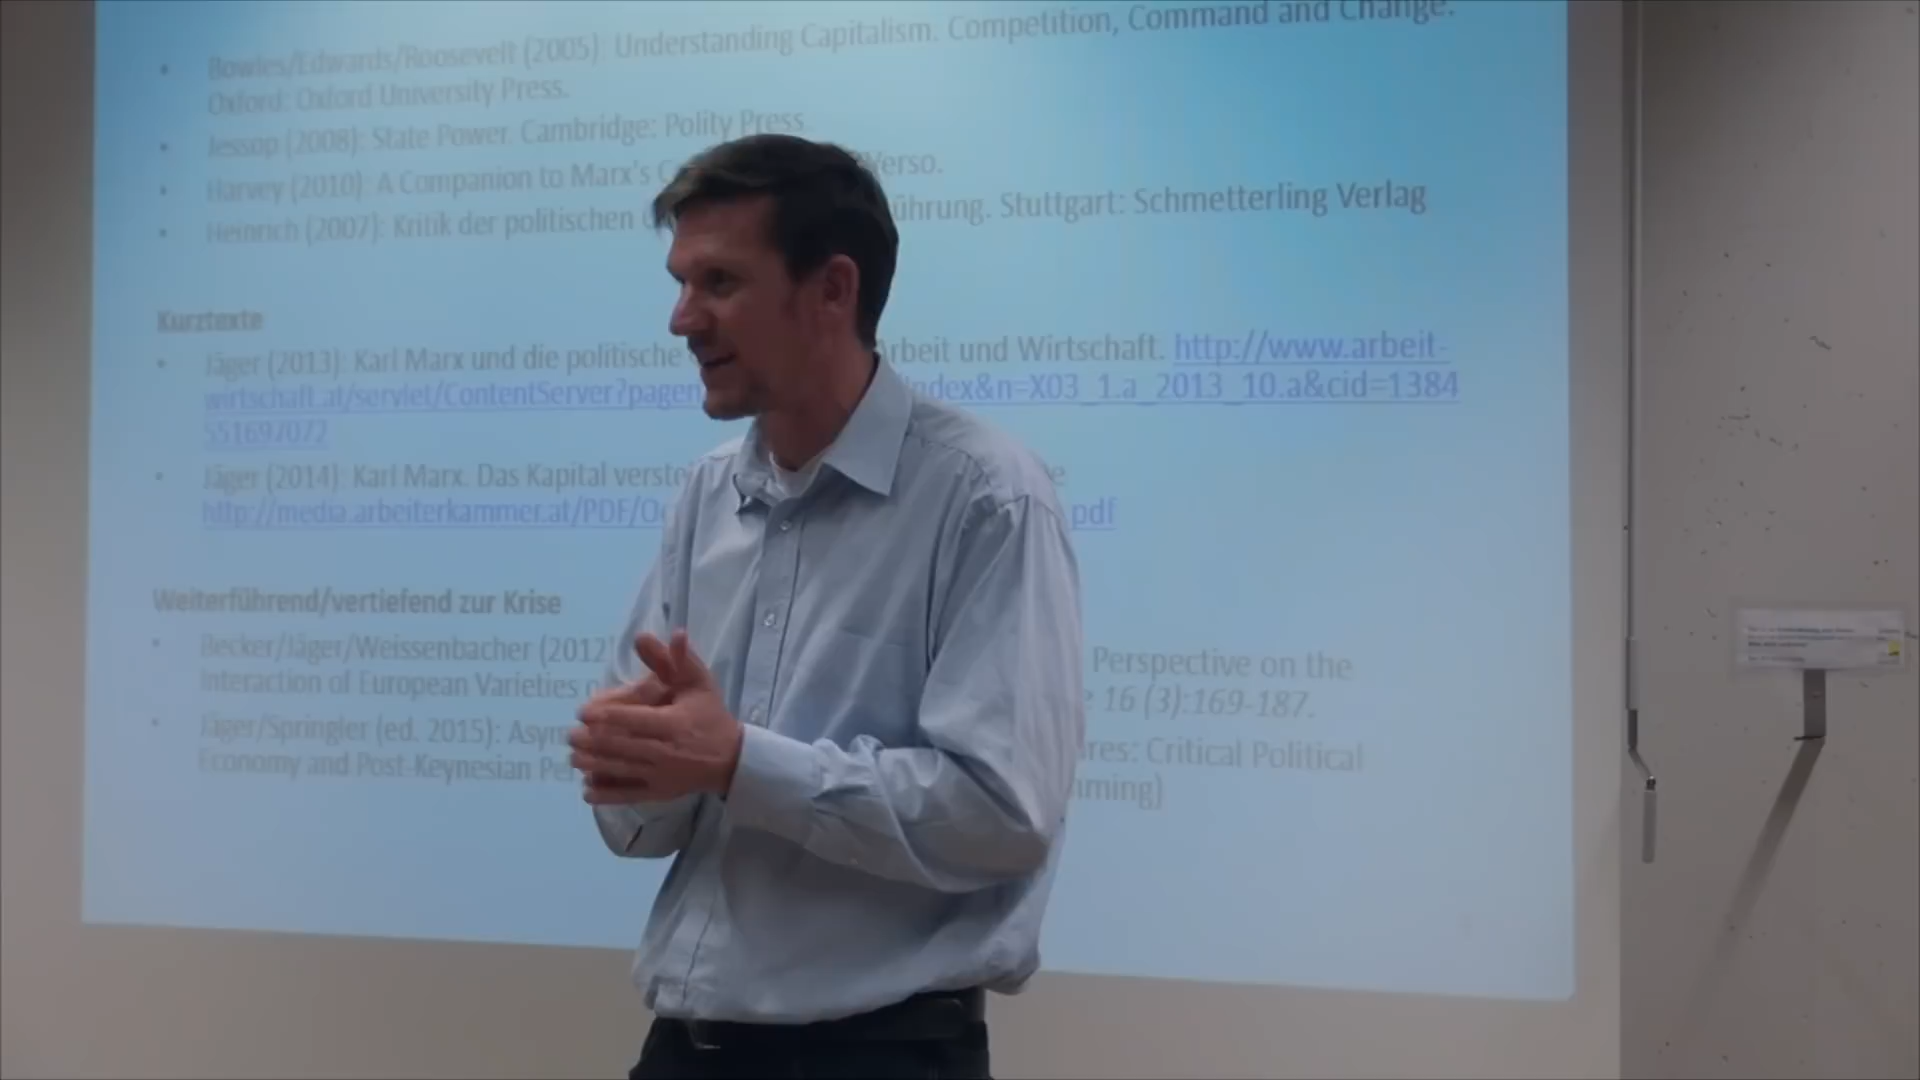 Bowles/Edwards/Roosevelt (2005): Understanding Capitalism. Competition, Command and Change.
Oxford: Oxford University Press.
Jessop (2008): State Power. Cambridge: Polity Press.
Harvey (2010): A Companion to Marx's C Verso.
Heinrich (2007): Kritik der politischen ührung. Stuttgart: Schmetterling Verlag
Kurztexte
Jäger (2013): Karl Marx und die politische Arbeit und Wirtschaft. http://www.arbeit-
wirtschaft.at/servlet/ContentServer?pagen Index&n=X03_1.a_2013_10.a&cid=1384
551697072
Jäger (2014): Karl Marx. Das Kapital verste e
http://media.arbeiterkammer.at/PDF/O .pdf
Weiterführend/vertiefend zur Krise
Becker/Jäger/Weissenbacher (2012) Perspective on the
Interaction of European Varieties 16 (3):169-187.
Jäger/Springler (ed. 2015): Asym res: Critical Political
Economy and Post-Keynesian Per ming)